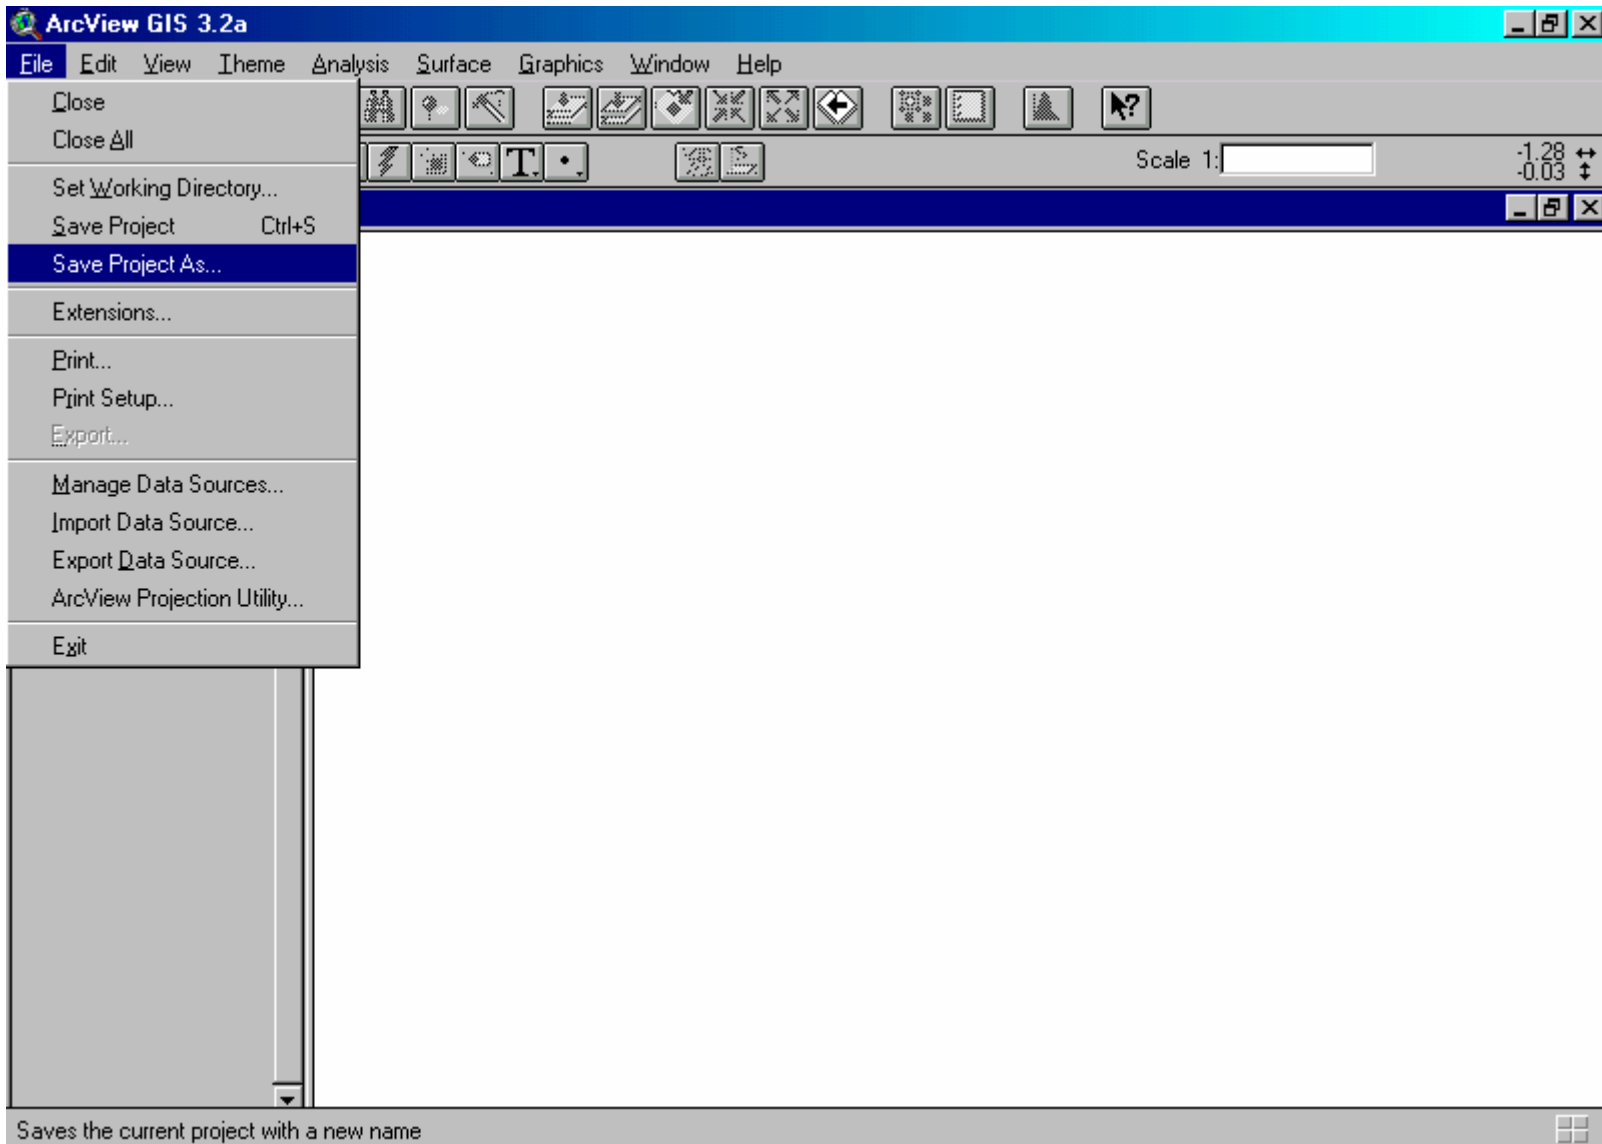 ArcView GIS 3.2a
File Edit View Theme Analysis Surface Graphics Window Help
Close
Close All
T
Scale 1:
-1.28
-0.03
Set Working Directory...
Save Project Ctrl+S
Save Project As...
Extensions...
Print...
Print Setup...
Export...
Manage Data Sources...
Import Data Source...
Export Data Source...
ArcView Projection Utility...
Exit
Saves the current project with a new name